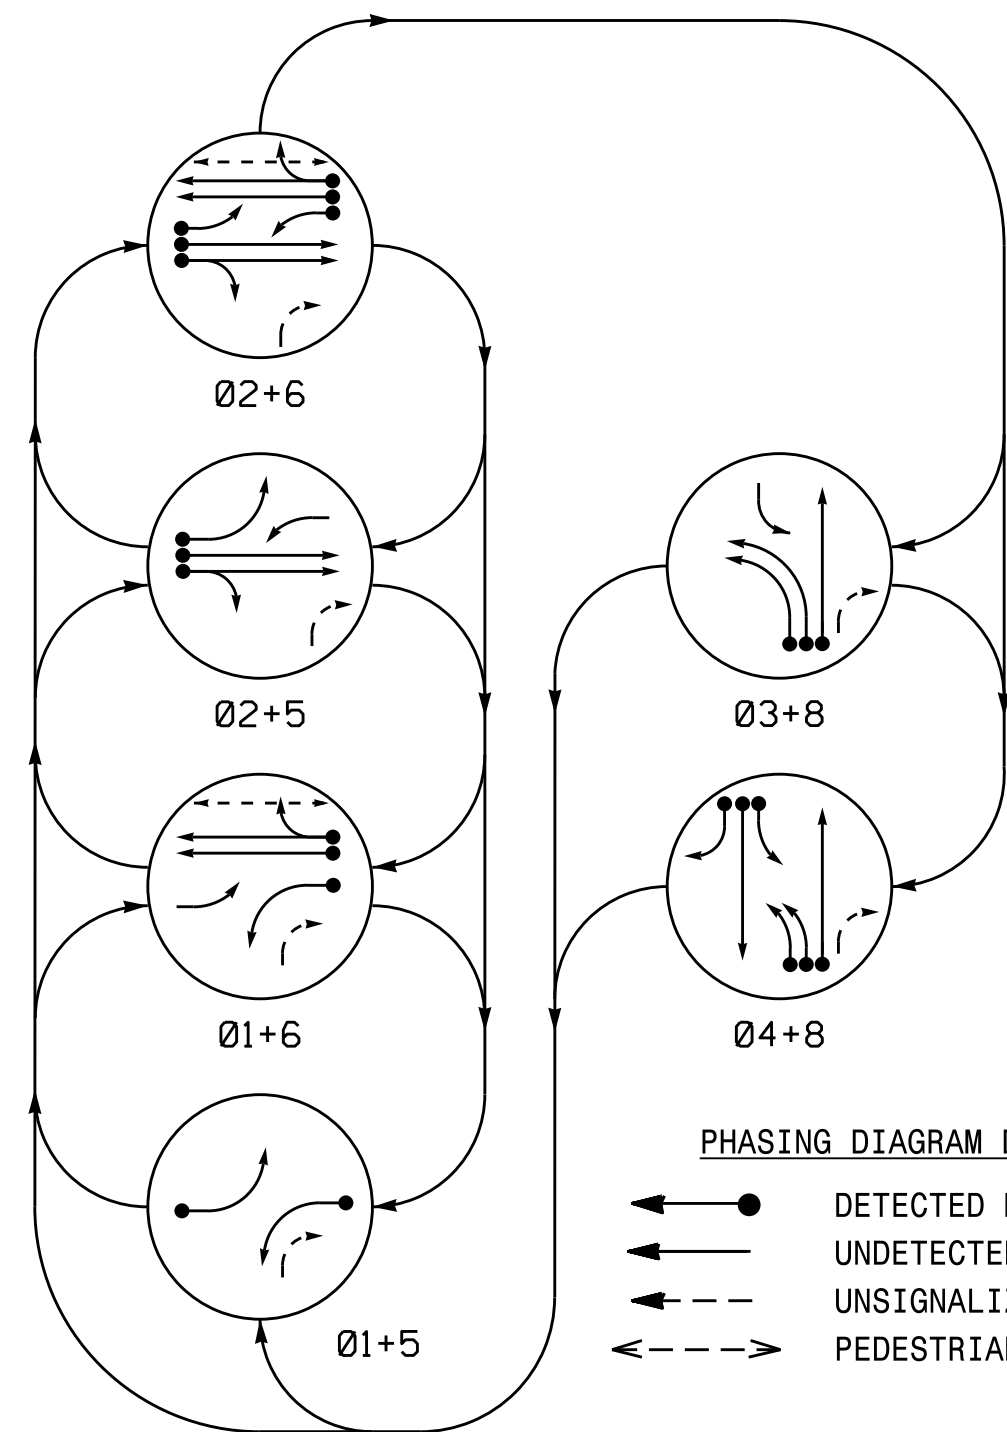 Ø2+6
Ø2+5
Ø3+8
Ø1+6
Ø4+8
Ø1+5
PHASING DIAGRAM
DETECTED